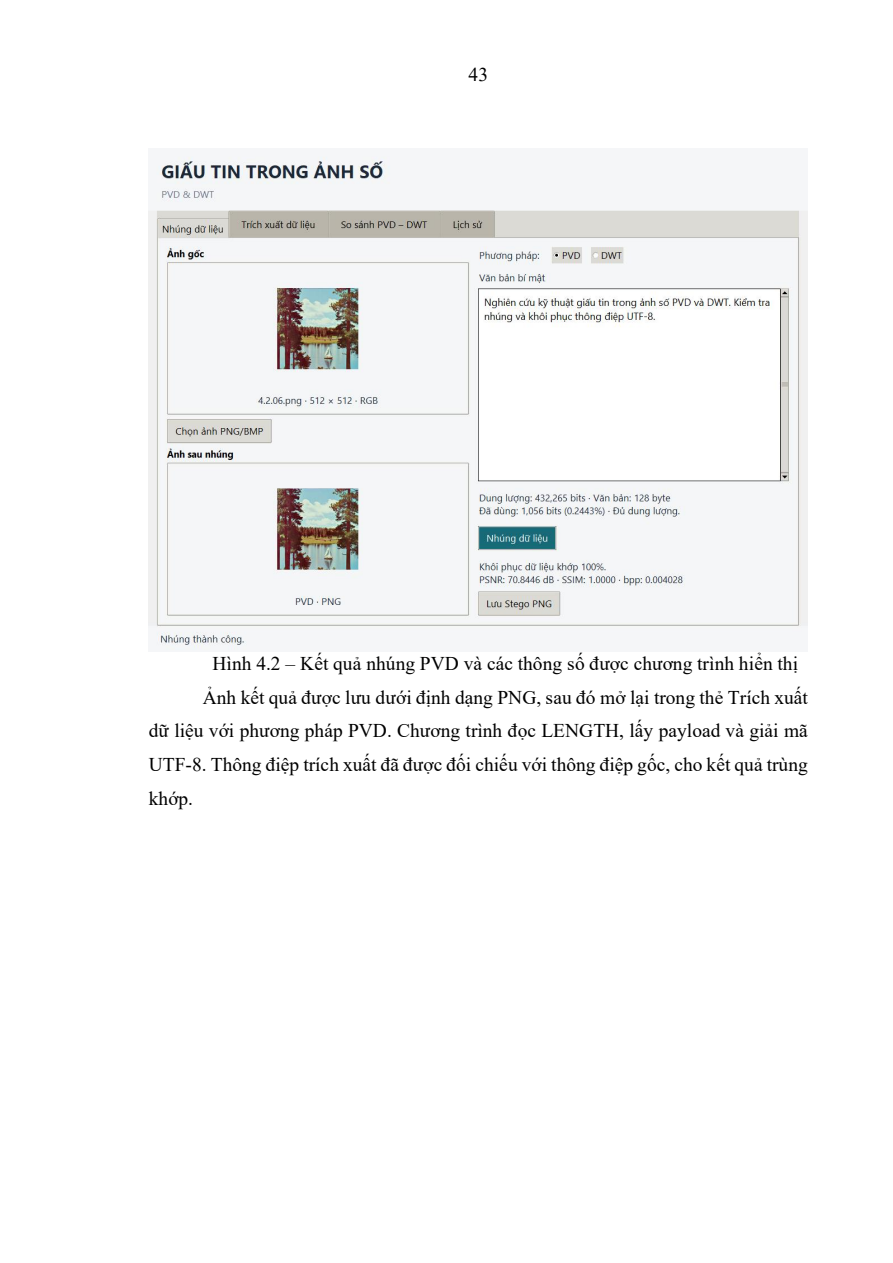 43
GIẤU TIN TRONG ẢNH SỐ
PVD & DWT
Nhúng dữ liệu
Trích xuất dữ liệu
So sánh PVD – DWT
Lịch sử
Ảnh gốc
4.2.06.png · 512 × 512 · RGB
Chọn ảnh PNG/BMP
Ảnh sau nhúng
PVD · PNG
Phương pháp:
PVD
DWT
Văn bản bí mật
Nghiên cứu kỹ thuật giấu tin trong ảnh số PVD và DWT. Kiểm tra
nhúng và khôi phục thông điệp UTF-8.
Dung lượng: 432,265 bits · Văn bản: 128 byte
Đã dùng: 1,056 bits (0.2443%) · Đủ dung lượng.
Nhúng dữ liệu
Khôi phục dữ liệu khớp 100%.
PSNR: 70.8446 dB · SSIM: 1.0000 · bpp: 0.004028
Lưu Stego PNG
Nhúng thành công.
Hình 4.2 – Kết quả nhúng PVD và các thông số được chương trình hiển thị
Ảnh kết quả được lưu dưới định dạng PNG, sau đó mở lại trong thẻ Trích xuất
dữ liệu với phương pháp PVD. Chương trình đọc LENGTH, lấy payload và giải mã
UTF-8. Thông điệp trích xuất đã được đối chiếu với thông điệp gốc, cho kết quả trùng
khớp.